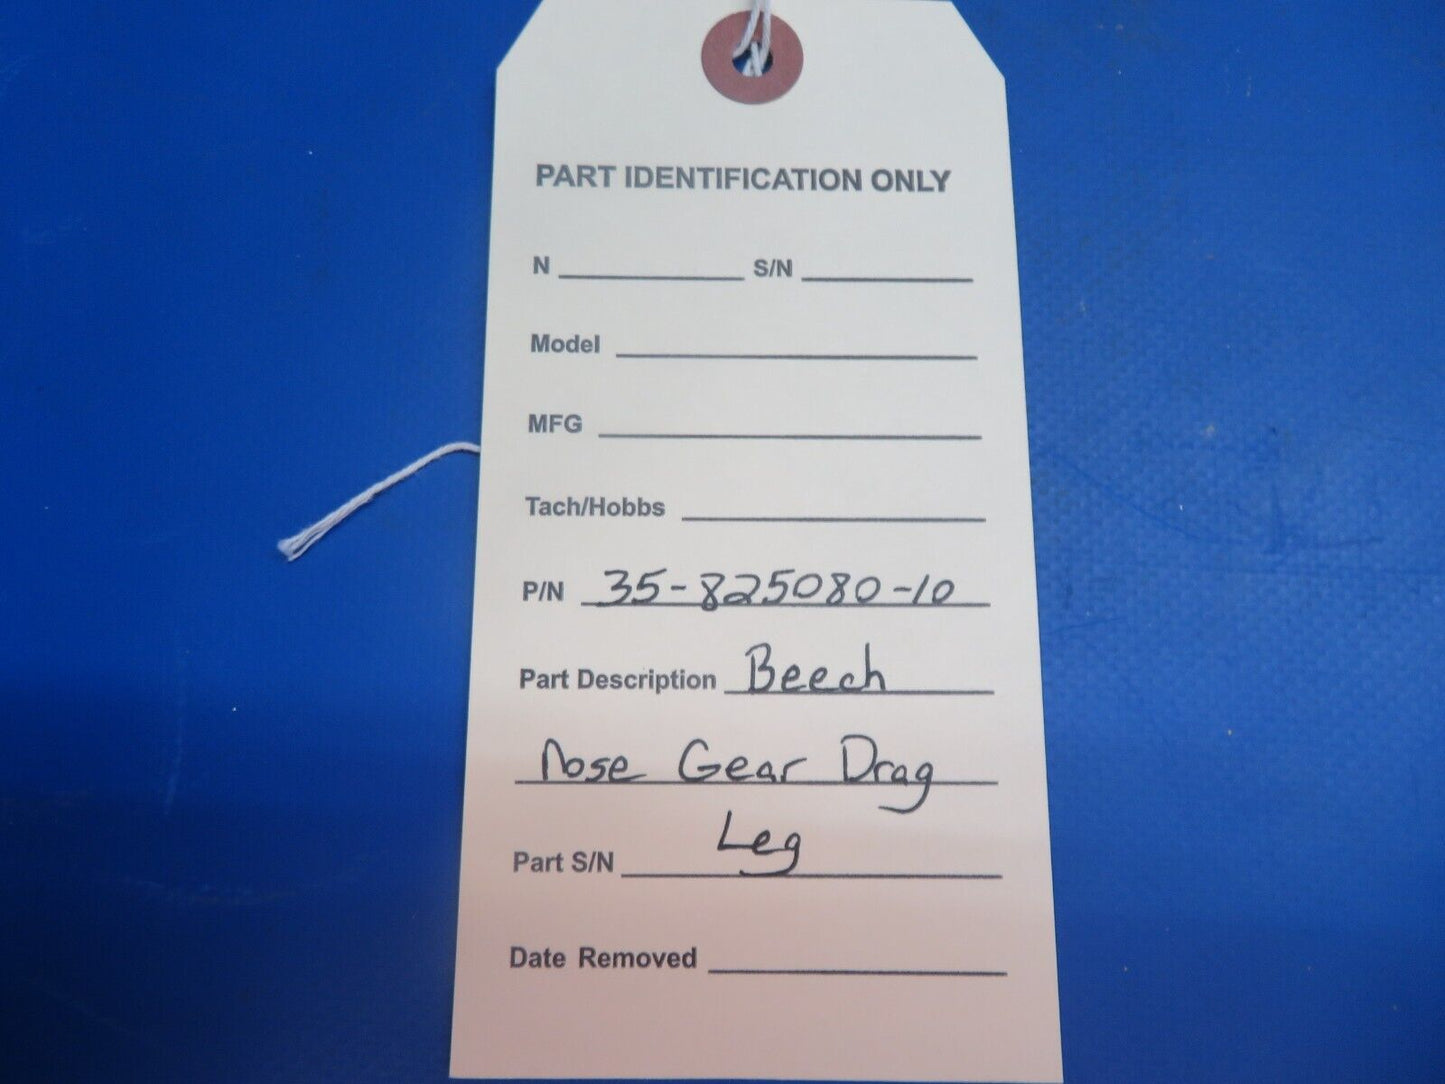 PART IDENTIFICATION ONLY
N S/N
Model
MFG
Tach/Hobbs
P/N 35-825080-10
Part Description Beech
Nose Gear Drag
Leg
Part S/N
Date Removed